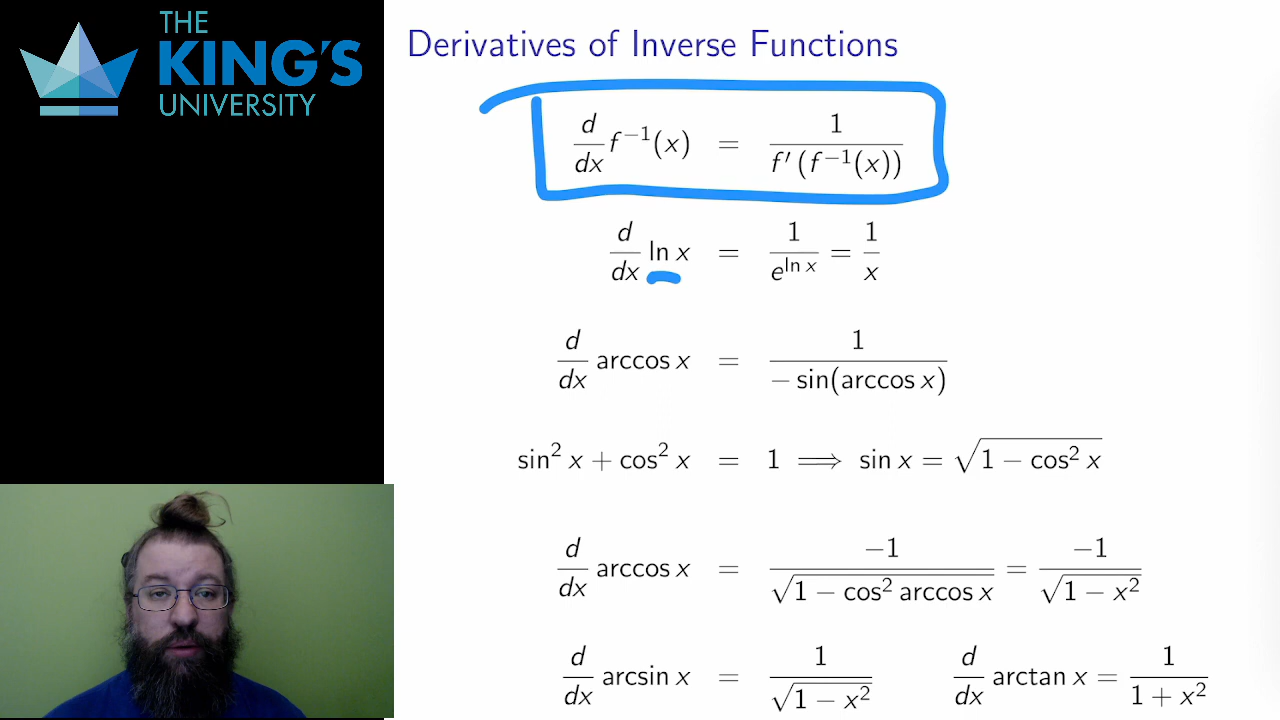 THE
KING'S
UNIVERSITY
Derivatives of Inverse Functions
d/dx f⁻¹(x) = 1/(f′(f⁻¹(x)))
d/dx ln x = 1/e^(ln x) = 1/x
d/dx arccos x = 1/(− sin(arccos x))
sin² x + cos² x = 1 ⟹ sin x = √(1 − cos² x)
d/dx arccos x = −1/√(1 − cos² arccos x) = −1/√(1 − x²)
d/dx arcsin x = 1/√(1 − x²) d/dx arctan x = 1/(1 + x²)